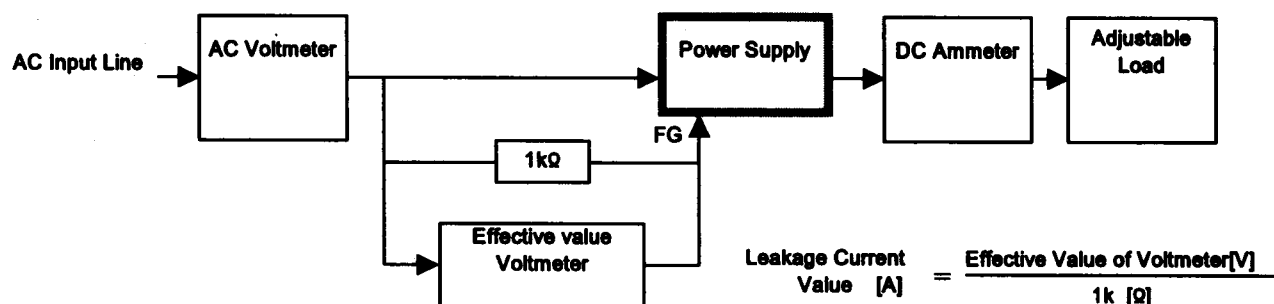 AC Input Line
AC Voltmeter
Power Supply
DC Ammeter
Adjustable
Load
FG
1kΩ
Effective value
Voltmeter
Leakage Current
Value [A]
=
Effective Value of Voltmeter[V]
1k [Ω]